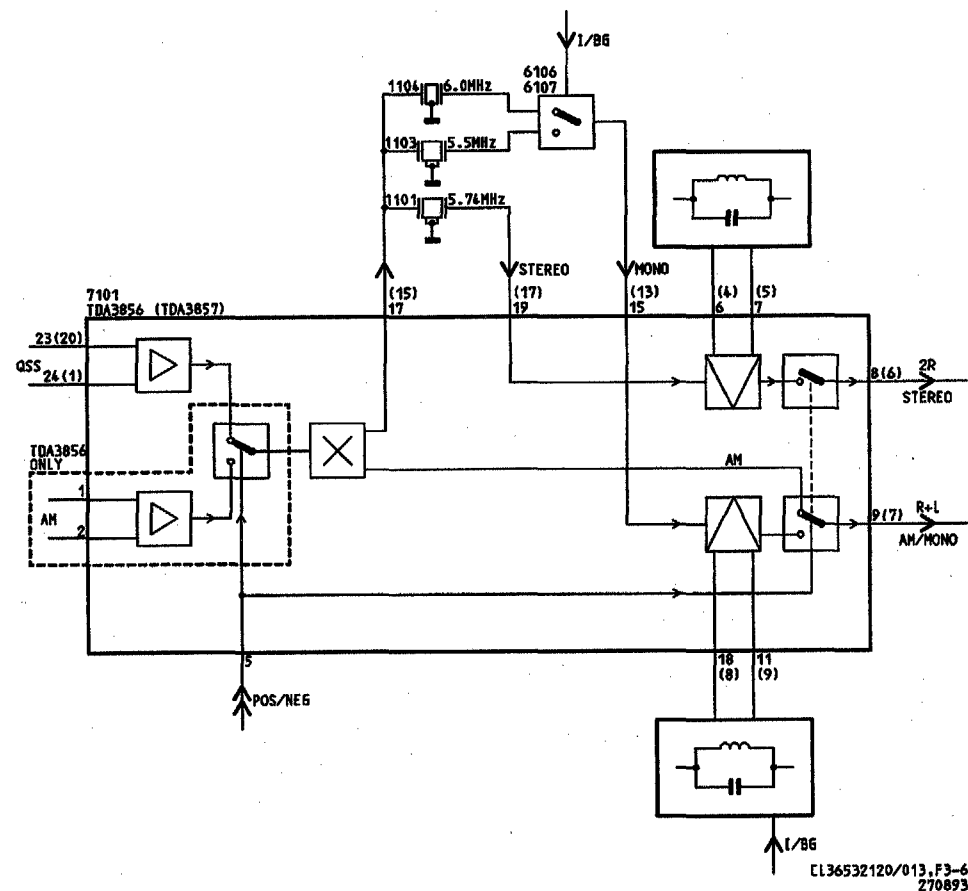 I/BG
6106
6107
1104 6.0MHz
1103 5.5MHz
1101 5.74MHz
STEREO
MONO
7101
TDA3856 (TDA3857)
(15)
17
(17)
19
(13)
15
(4)
6
(5)
7
23(20)
QSS
24(1)
8(6)
2R
STEREO
TDA3856
ONLY
1
AM
2
AM
9(7)
R+L
AM/MONO
5
POS/NEG
18
(8)
11
(9)
I/BG
CL36532120/013.F3-6
270893